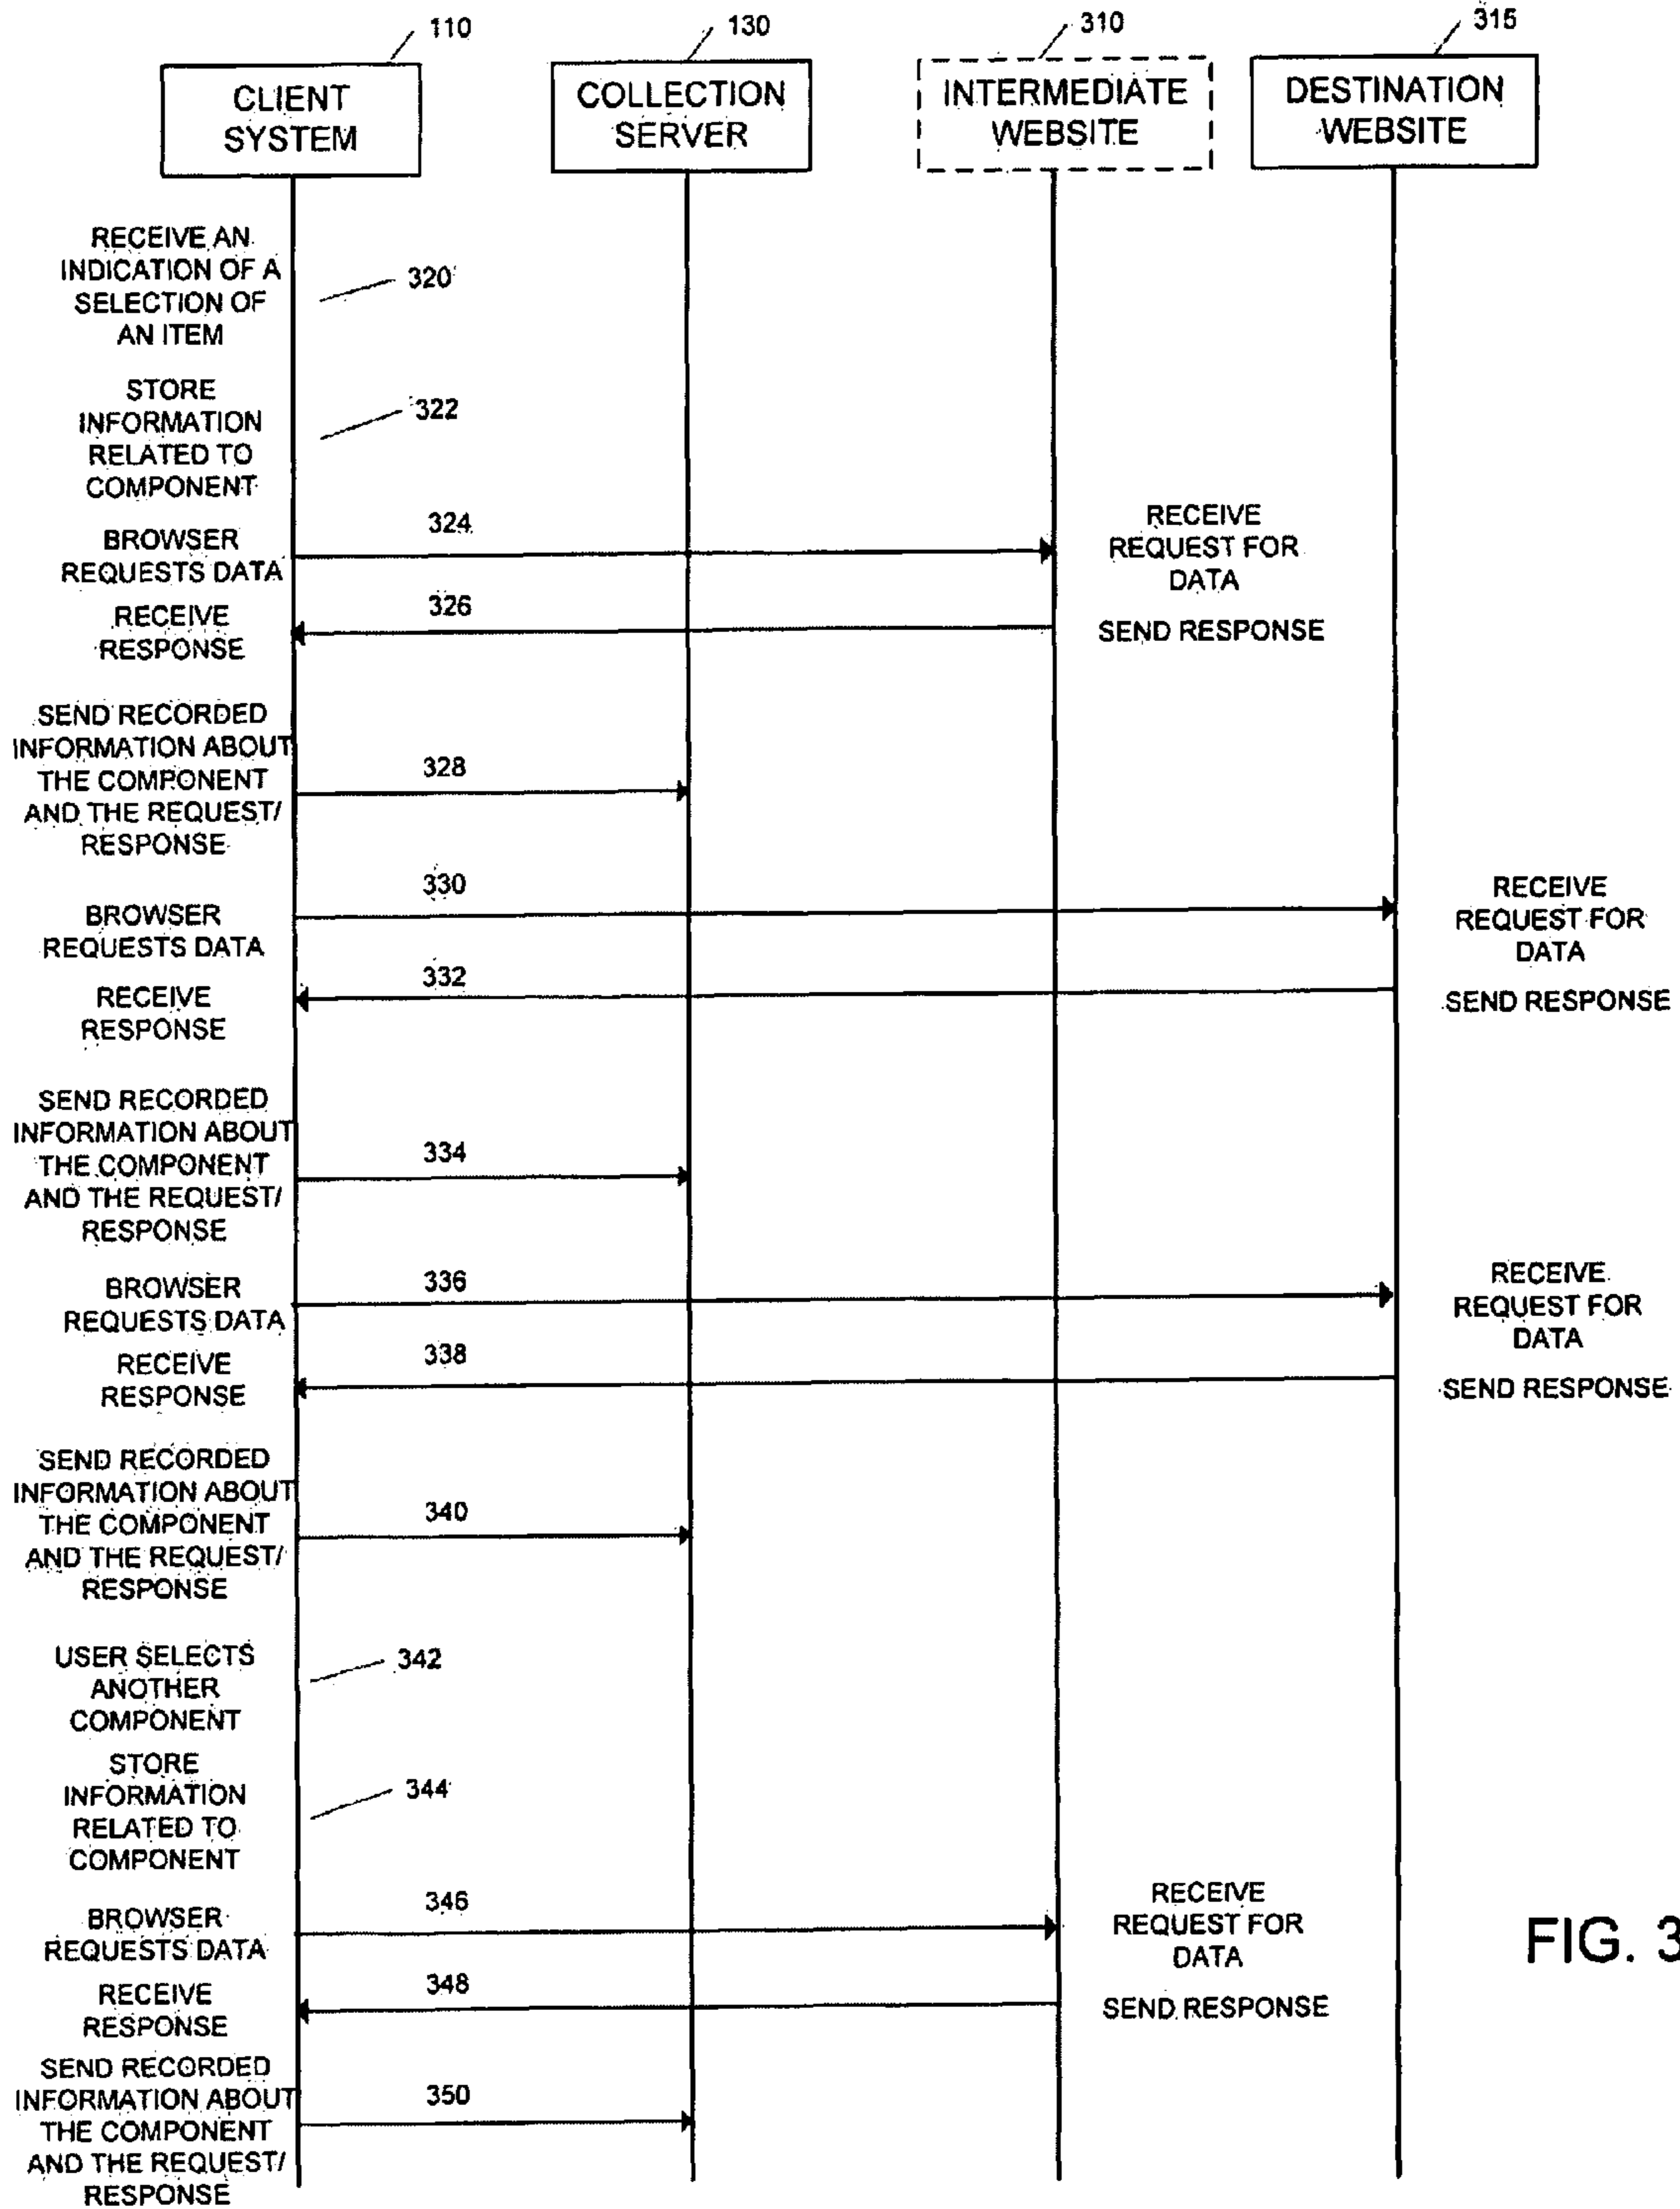 110
130
310
315
CLIENT
SYSTEM
COLLECTION
SERVER
INTERMEDIATE
WEBSITE
DESTINATION
WEBSITE
RECEIVE AN
INDICATION OF A
SELECTION OF
AN ITEM
320
STORE
INFORMATION
RELATED TO
COMPONENT
322
BROWSER
REQUESTS DATA
324
RECEIVE
REQUEST FOR
DATA
RECEIVE
RESPONSE
326
SEND RESPONSE
SEND RECORDED
INFORMATION ABOUT
THE COMPONENT
AND THE REQUEST/
RESPONSE
328
BROWSER
REQUESTS DATA
330
RECEIVE
REQUEST FOR
DATA
RECEIVE
RESPONSE
332
SEND RESPONSE
SEND RECORDED
INFORMATION ABOUT
THE COMPONENT
AND THE REQUEST/
RESPONSE
334
BROWSER
REQUESTS DATA
336
RECEIVE
REQUEST FOR
DATA
RECEIVE
RESPONSE
338
SEND RESPONSE
SEND RECORDED
INFORMATION ABOUT
THE COMPONENT
AND THE REQUEST/
RESPONSE
340
USER SELECTS
ANOTHER
COMPONENT
342
STORE
INFORMATION
RELATED TO
COMPONENT
344
BROWSER
REQUESTS DATA
346
RECEIVE
REQUEST FOR
DATA
RECEIVE
RESPONSE
348
SEND RESPONSE
SEND RECORDED
INFORMATION ABOUT
THE COMPONENT
AND THE REQUEST/
RESPONSE
350
FIG. 3